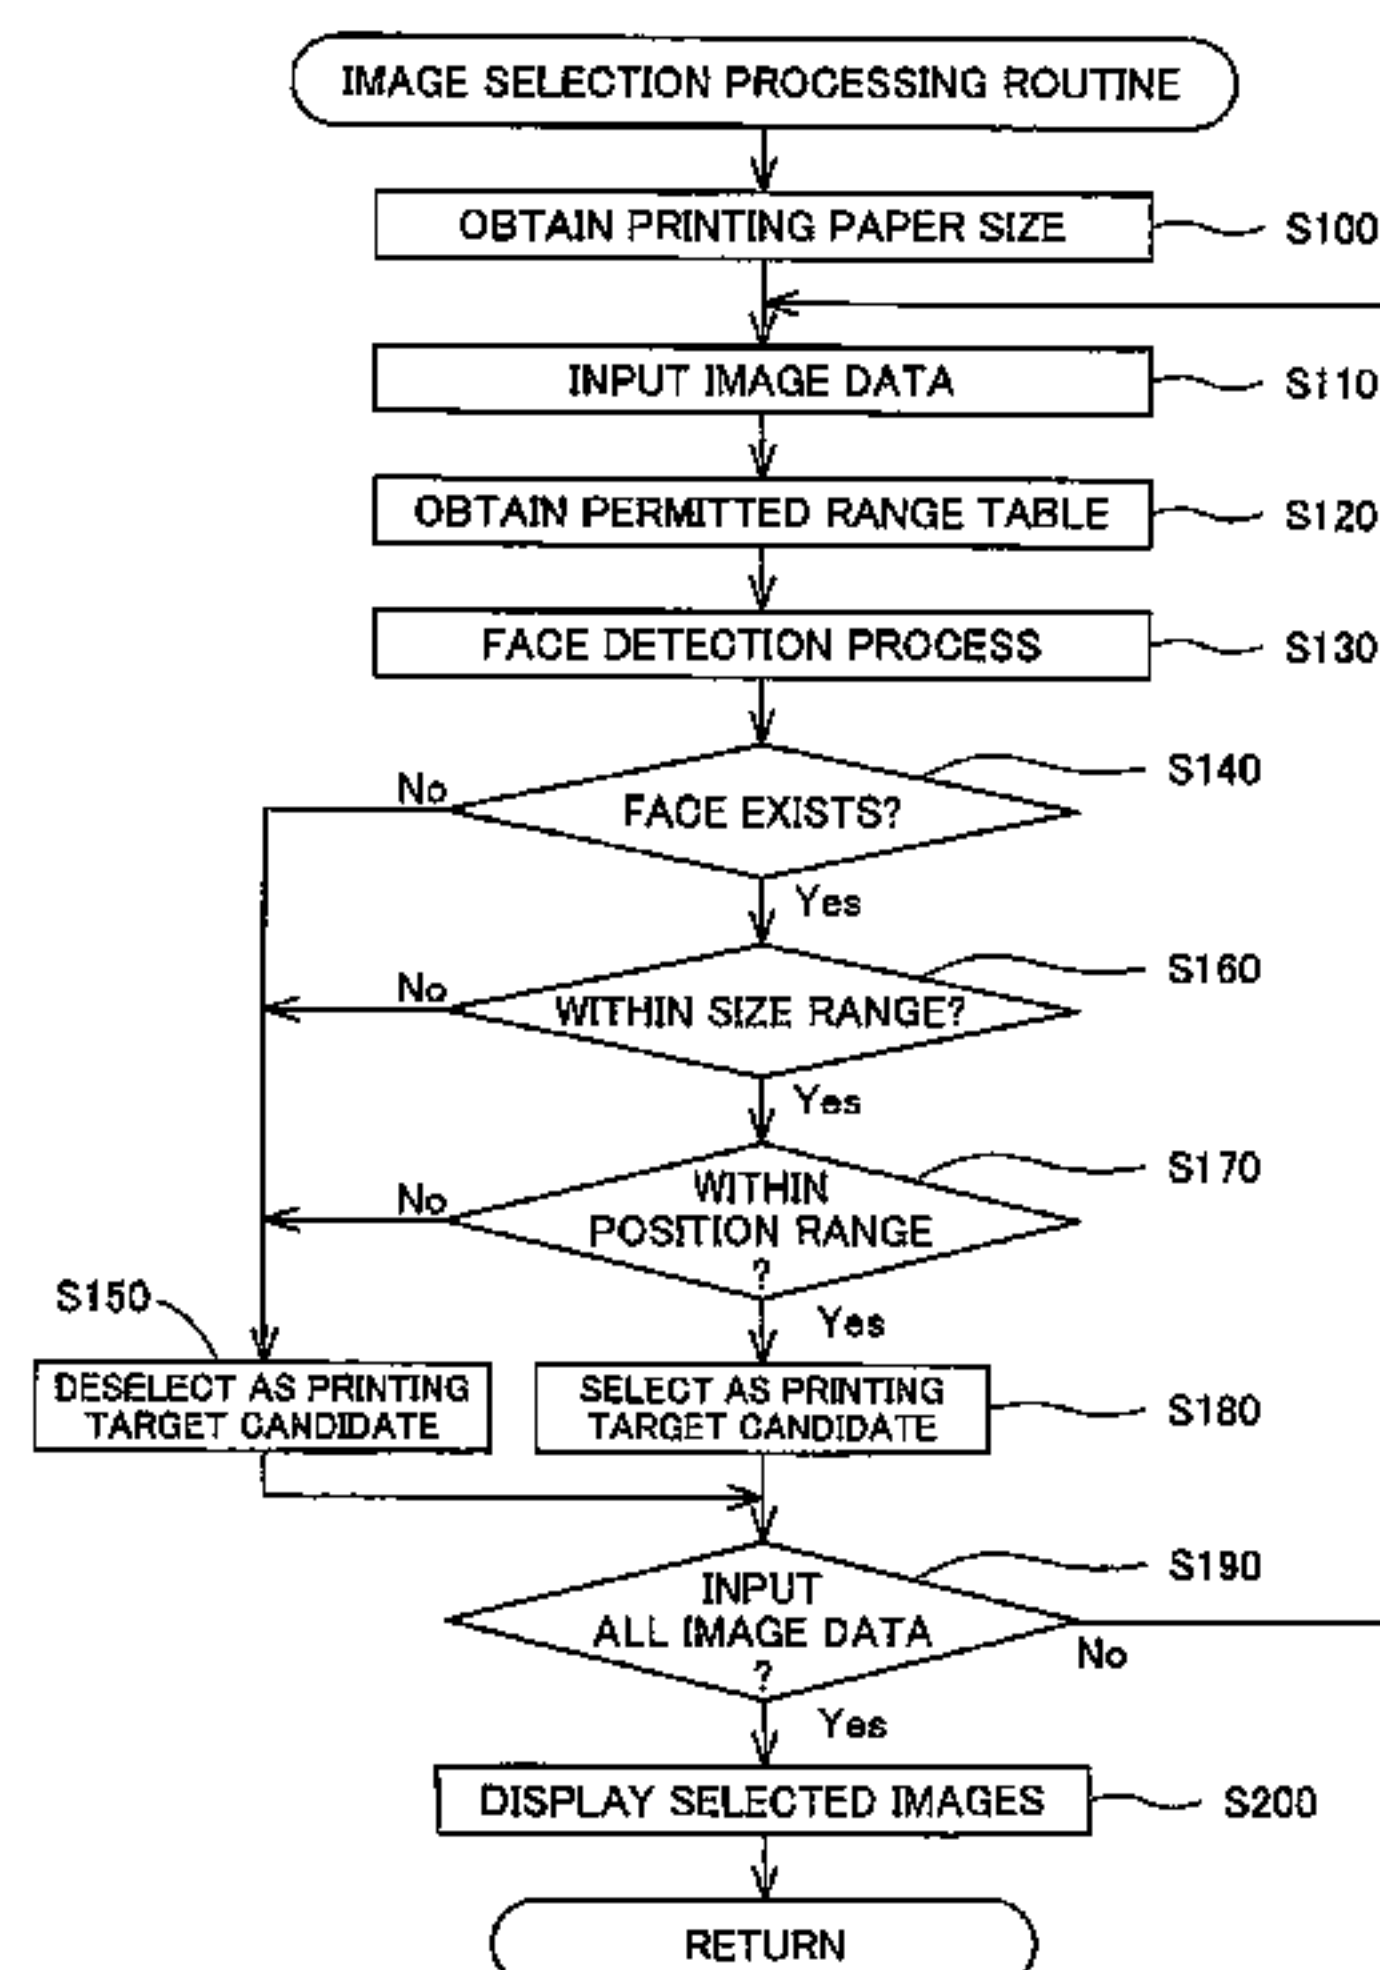 IMAGE SELECTION PROCESSING ROUTINE
OBTAIN PRINTING PAPER SIZE
S100
INPUT IMAGE DATA
S110
OBTAIN PERMITTED RANGE TABLE
S120
FACE DETECTION PROCESS
S130
S140
No
FACE EXISTS?
Yes
S160
No
WITHIN SIZE RANGE?
Yes
S170
No
WITHIN
POSITION RANGE
?
Yes
S150
DESELECT AS PRINTING
TARGET CANDIDATE
SELECT AS PRINTING
TARGET CANDIDATE
S180
S190
INPUT
ALL IMAGE DATA
?
No
Yes
DISPLAY SELECTED IMAGES
S200
RETURN